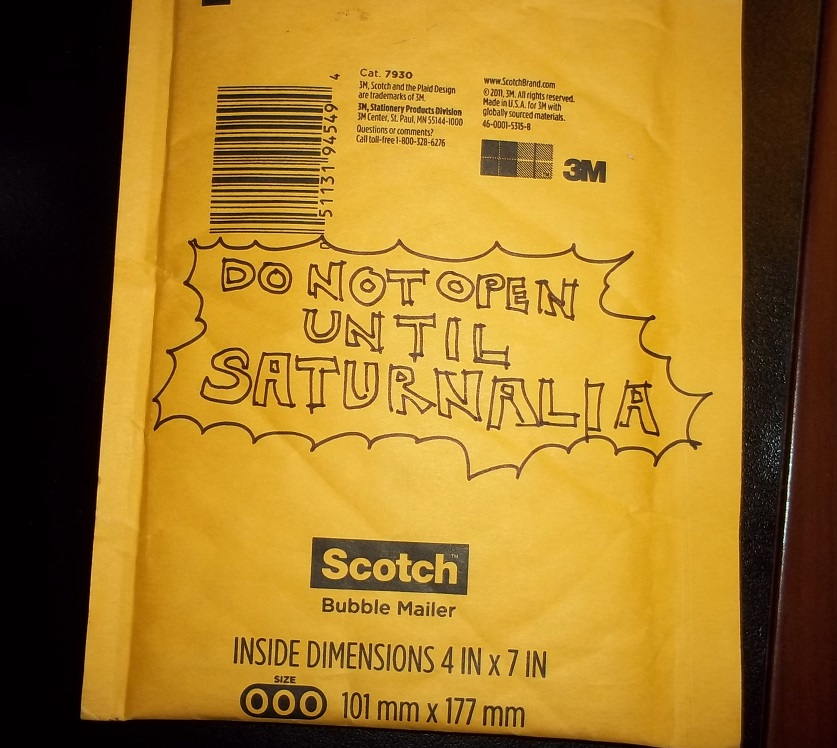 Cat. 7930
3M, Scotch and the Plaid Design
are trademarks of 3M.
3M, Stationery Products Division
3M Center, St. Paul, MN 55144-1000
Questions or comments?
Call toll-free 1-800-328-6276
www.ScotchBrand.com
© 2011, 3M. All rights reserved.
Made in U.S.A. for 3M with
globally sourced materials.
46-0001-5315-8
3M
51131 94549 4
DO NOT OPEN
UNTIL
SATURNALIA
Scotch™
Bubble Mailer
INSIDE DIMENSIONS 4 IN x 7 IN
SIZE
000 101 mm x 177 mm